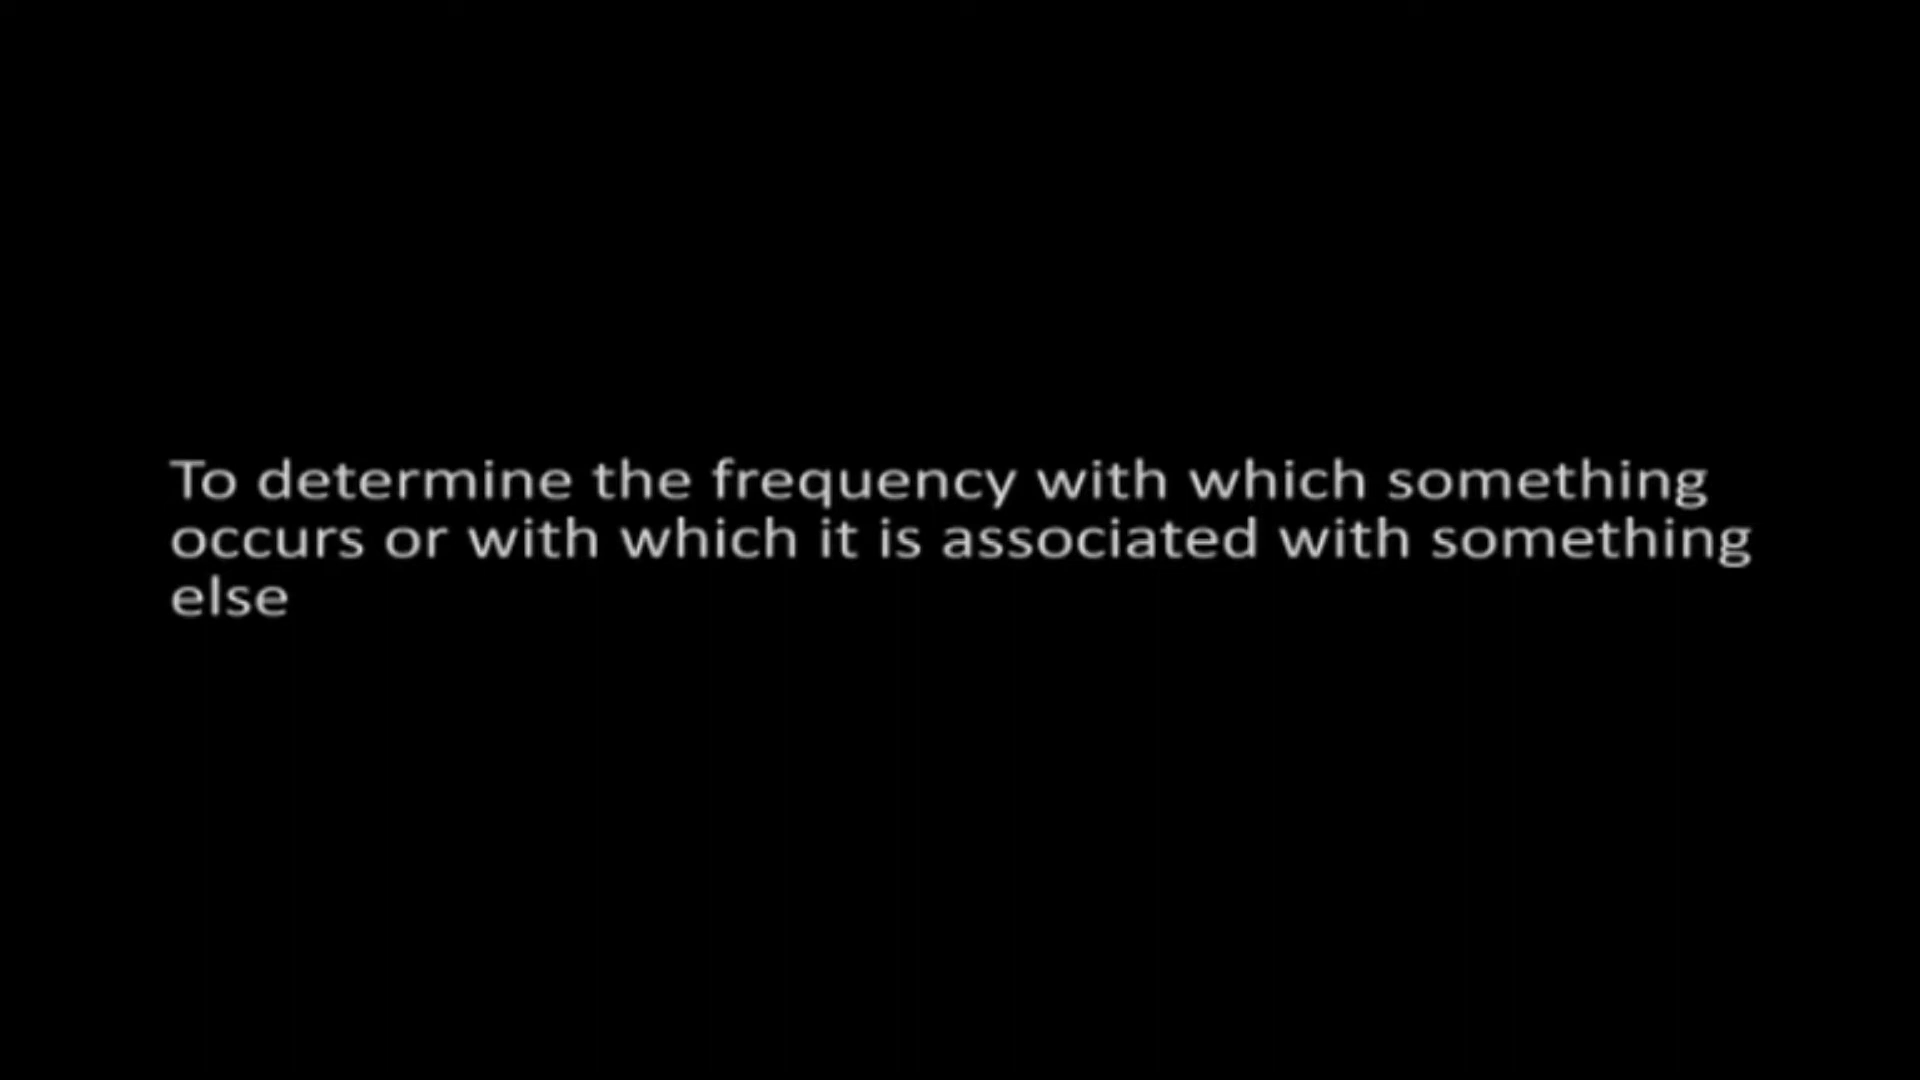 To determine the frequency with which something
occurs or with which it is associated with something
else